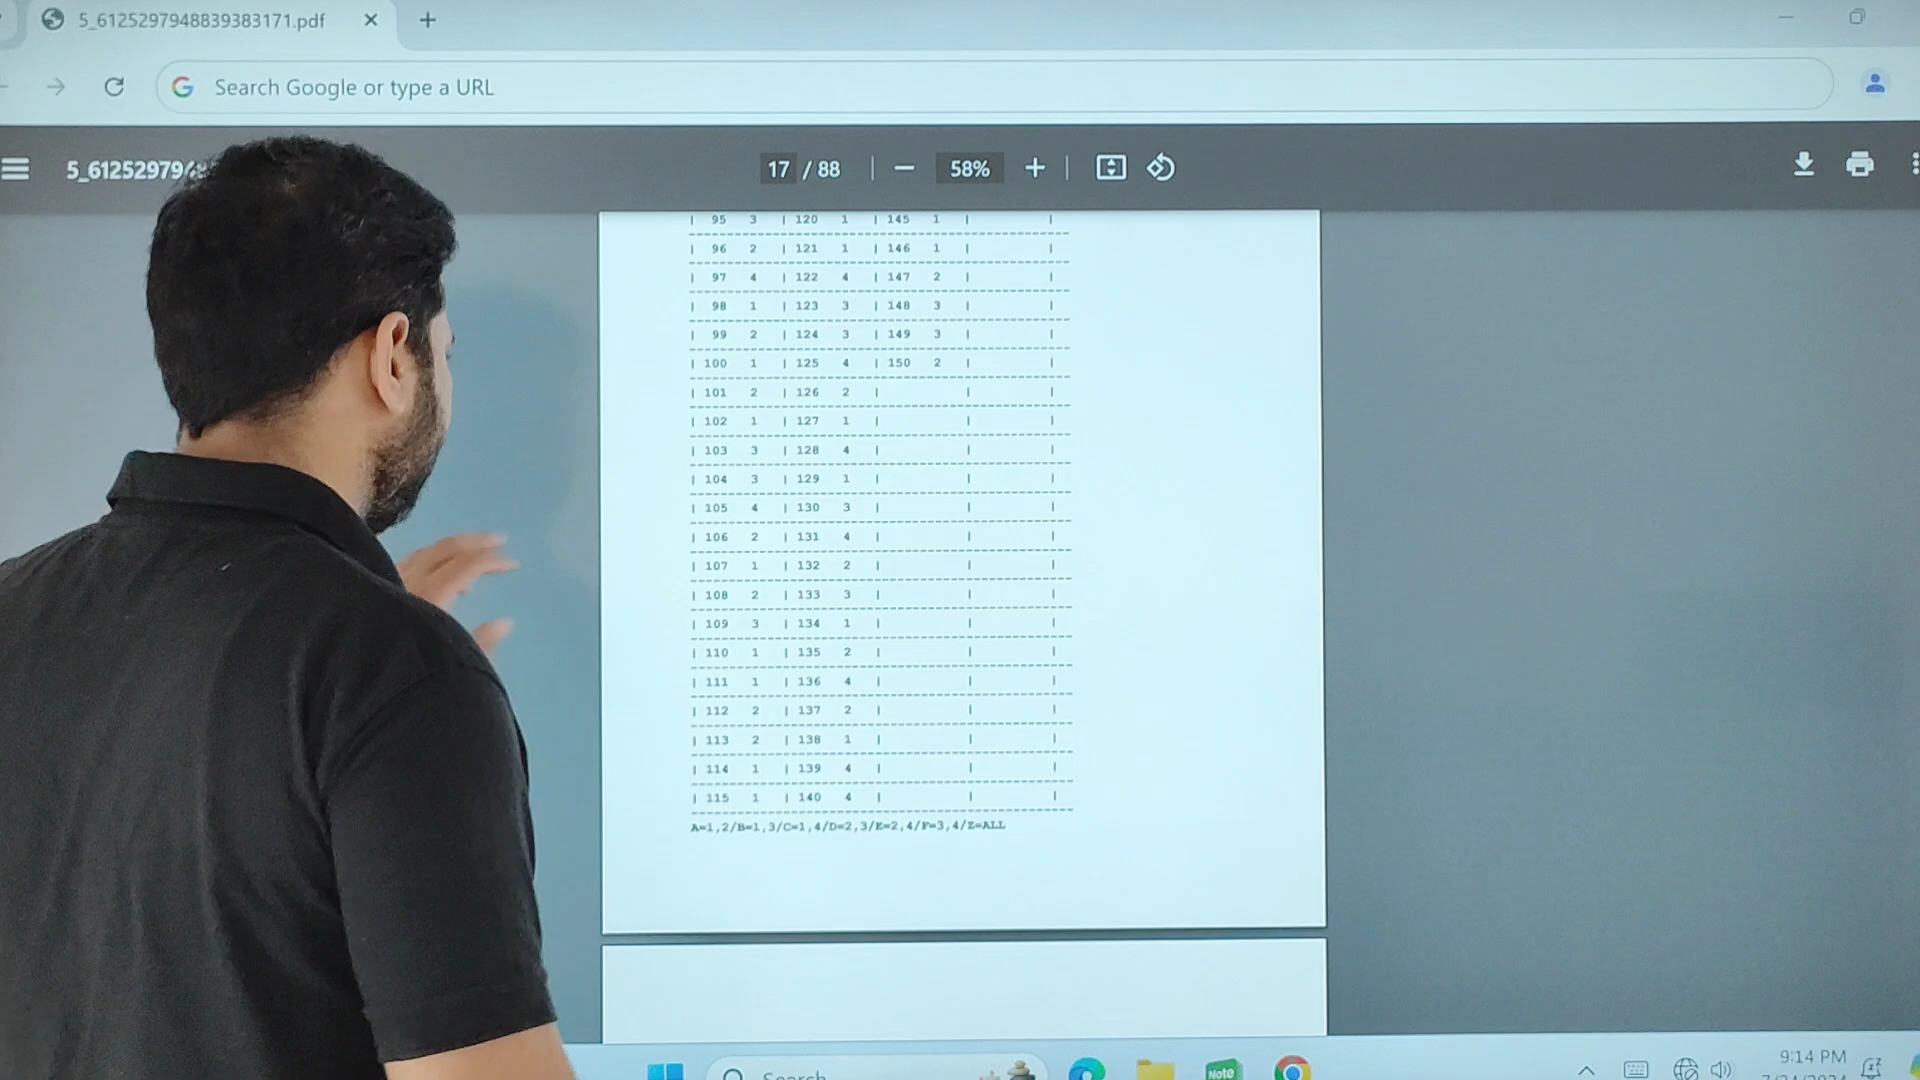 5_6125297948839383171.pdf
Search Google or type a URL
17 / 88 58%
| 95 3 | 120 1 | 145 1 | |
| 96 2 | 121 1 | 146 1 | |
| 97 4 | 122 4 | 147 2 | |
| 98 1 | 123 3 | 148 3 | |
| 99 2 | 124 3 | 149 3 | |
| 100 1 | 125 4 | 150 2 | |
| 101 2 | 126 2 | | |
| 102 1 | 127 1 | | |
| 103 3 | 128 4 | | |
| 104 3 | 129 1 | | |
| 105 4 | 130 3 | | |
| 106 2 | 131 4 | | |
| 107 1 | 132 2 | | |
| 108 2 | 133 3 | | |
| 109 3 | 134 1 | | |
| 110 1 | 135 2 | | |
| 111 1 | 136 4 | | |
| 112 2 | 137 2 | | |
| 113 2 | 138 1 | | |
| 114 1 | 139 4 | | |
| 115 1 | 140 4 | | |
A=1,2/B=1,3/C=1,4/D=2,3/E=2,4/F=3,4/Z=ALL
Search
Note
9:14 PM